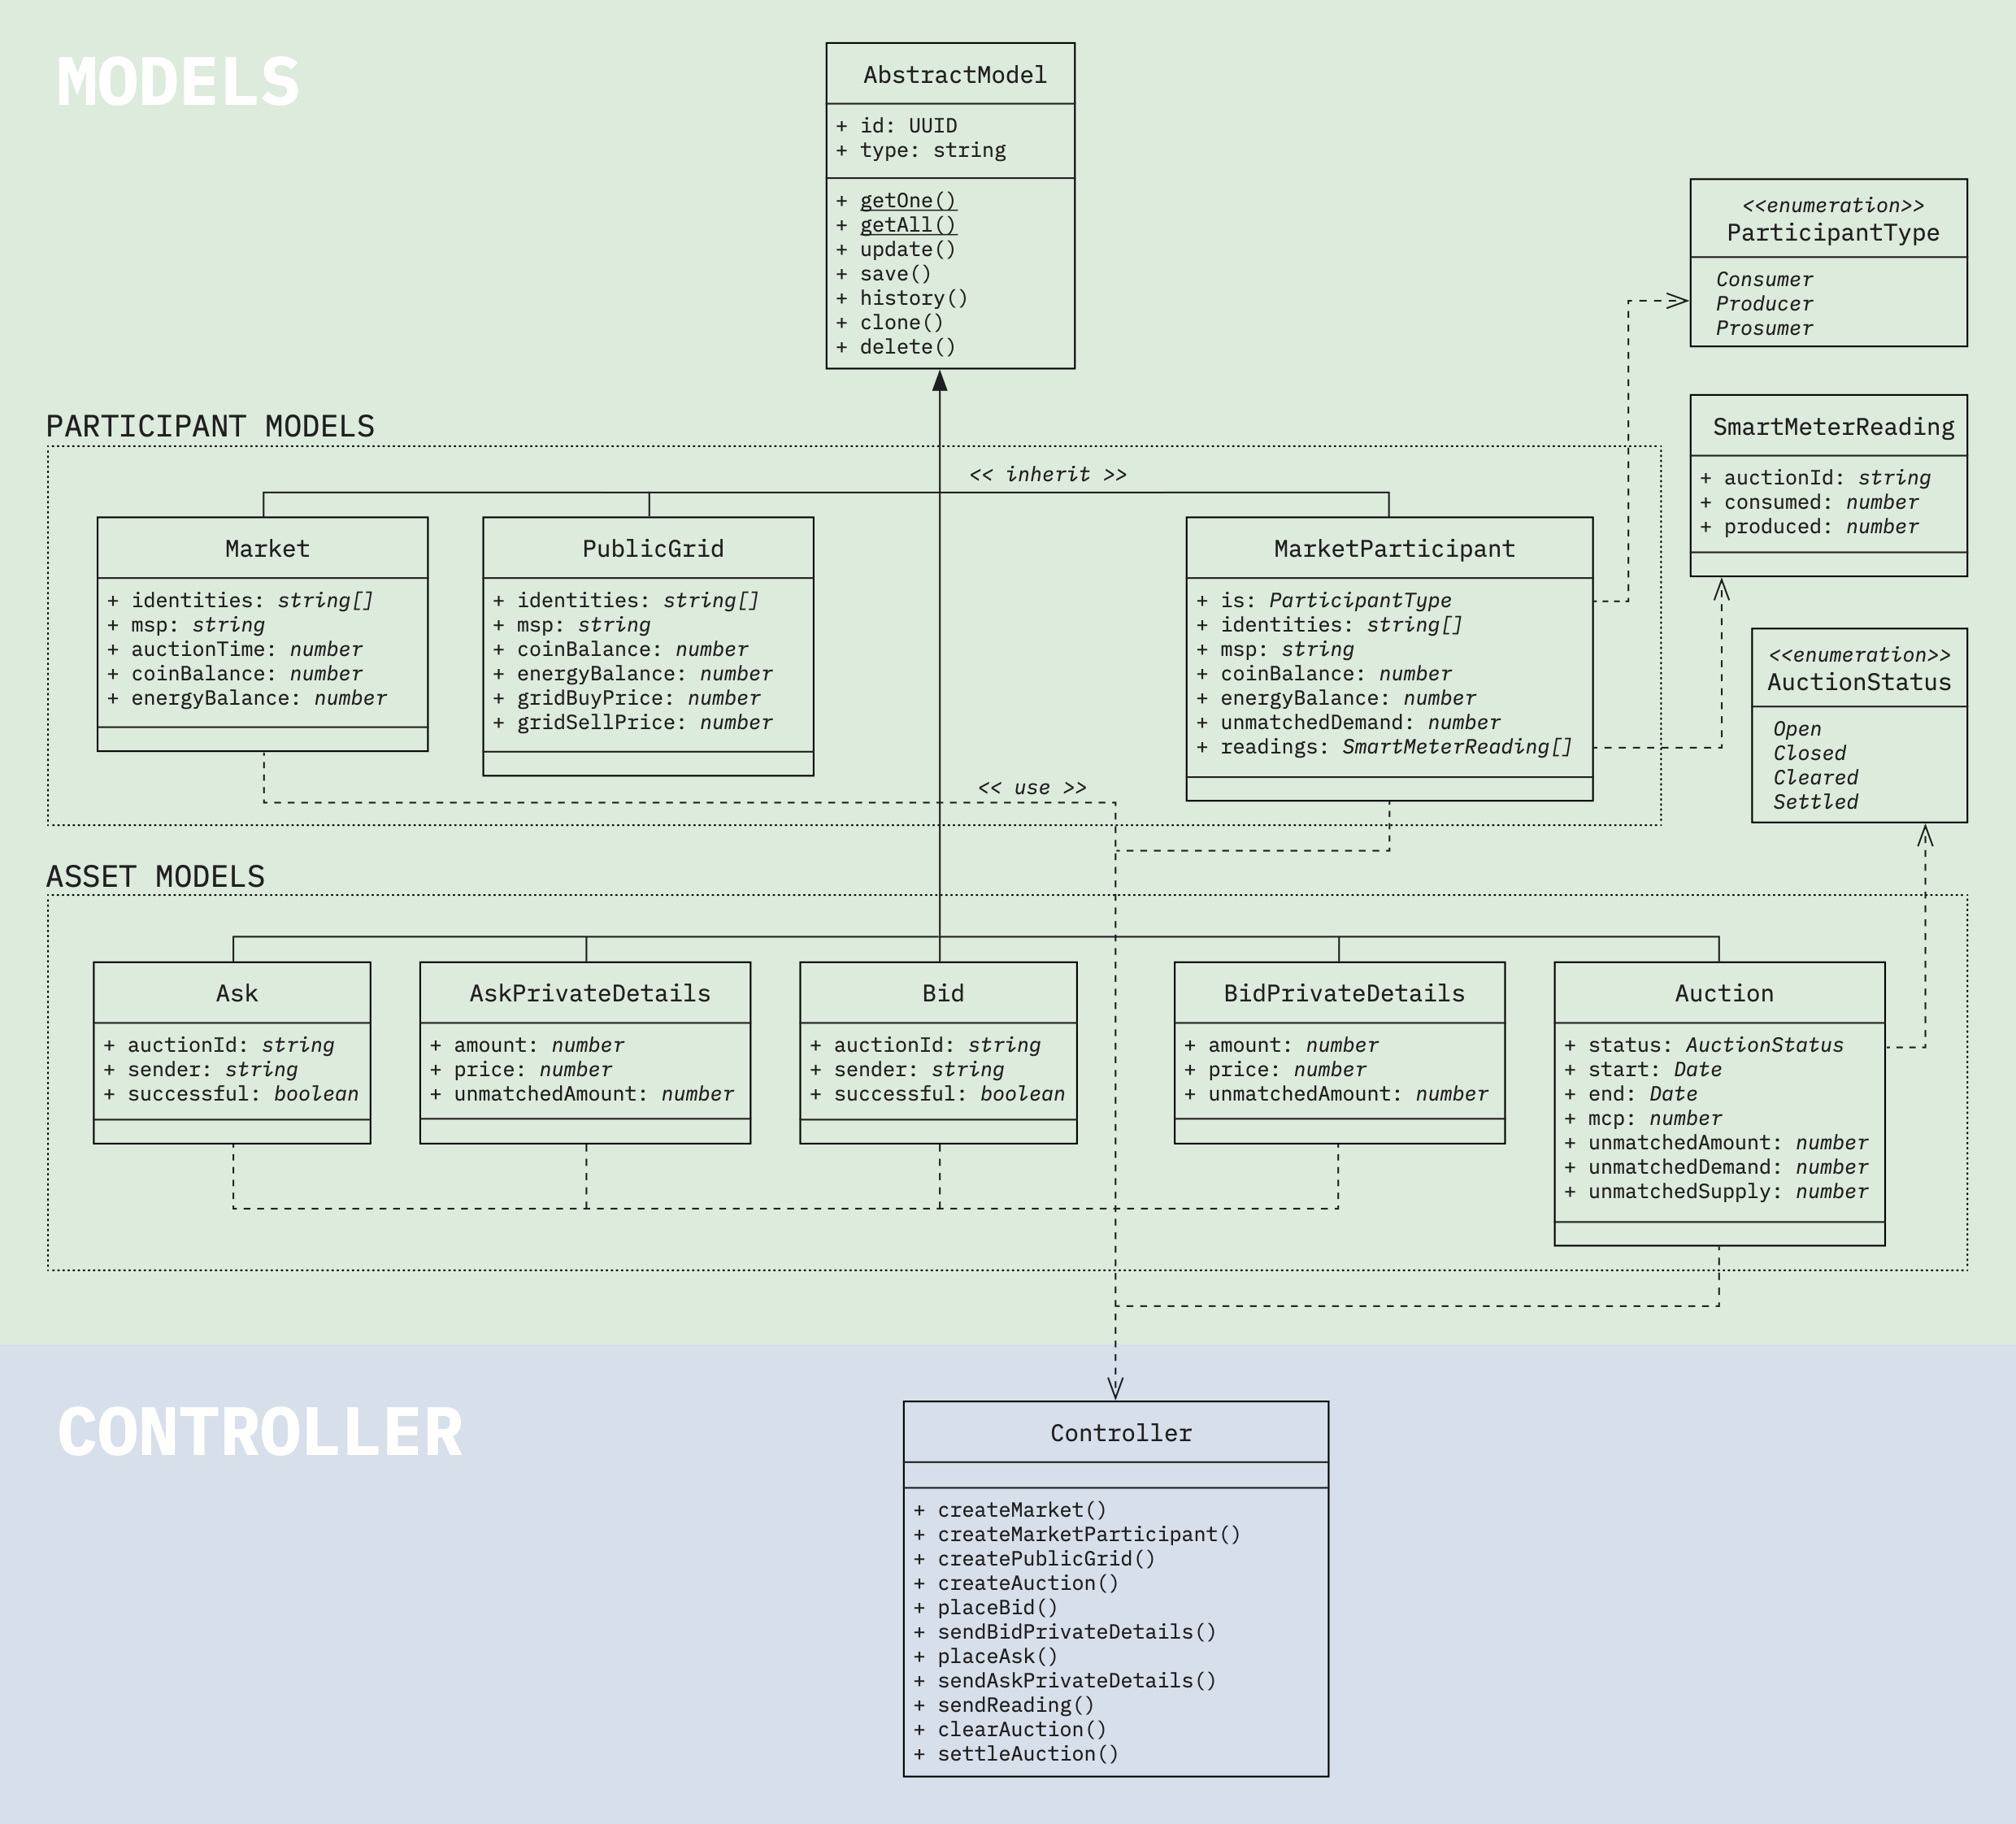 MODELS
AbstractModel
+ id: UUID
+ type: string
+ getOne()
+ getAll()
+ update()
+ save()
+ history()
+ clone()
+ delete()
<<enumeration>>
ParticipantType
Consumer
Producer
Prosumer
SmartMeterReading
+ auctionId: string
+ consumed: number
+ produced: number
<<enumeration>>
AuctionStatus
Open
Closed
Cleared
Settled
PARTICIPANT MODELS
<< inherit >>
Market
+ identities: string[]
+ msp: string
+ auctionTime: number
+ coinBalance: number
+ energyBalance: number
PublicGrid
+ identities: string[]
+ msp: string
+ coinBalance: number
+ energyBalance: number
+ gridBuyPrice: number
+ gridSellPrice: number
MarketParticipant
+ is: ParticipantType
+ identities: string[]
+ msp: string
+ coinBalance: number
+ energyBalance: number
+ unmatchedDemand: number
+ readings: SmartMeterReading[]
<< use >>
ASSET MODELS
Ask
+ auctionId: string
+ sender: string
+ successful: boolean
AskPrivateDetails
+ amount: number
+ price: number
+ unmatchedAmount: number
Bid
+ auctionId: string
+ sender: string
+ successful: boolean
BidPrivateDetails
+ amount: number
+ price: number
+ unmatchedAmount: number
Auction
+ status: AuctionStatus
+ start: Date
+ end: Date
+ mcp: number
+ unmatchedAmount: number
+ unmatchedDemand: number
+ unmatchedSupply: number
CONTROLLER
Controller
+ createMarket()
+ createMarketParticipant()
+ createPublicGrid()
+ createAuction()
+ placeBid()
+ sendBidPrivateDetails()
+ placeAsk()
+ sendAskPrivateDetails()
+ sendReading()
+ clearAuction()
+ settleAuction()